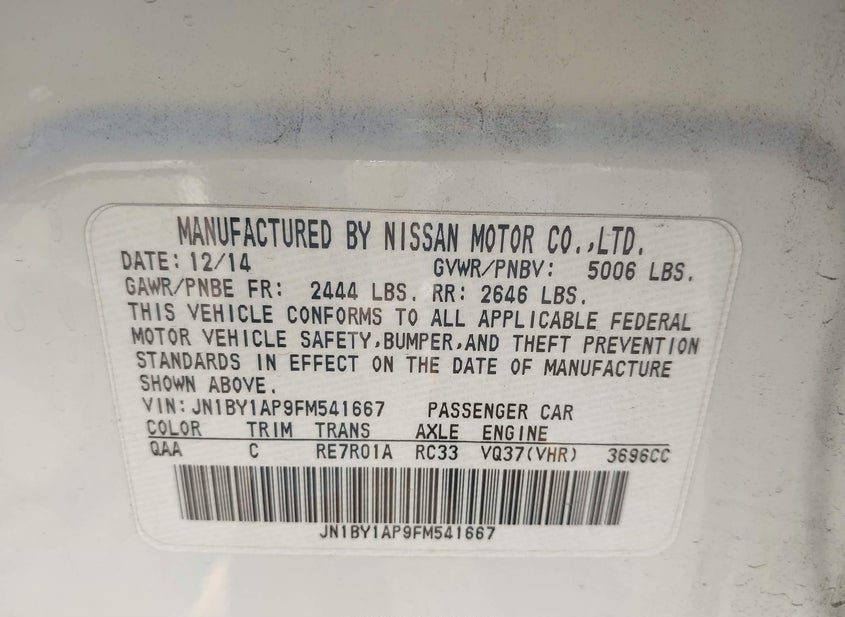 MANUFACTURED BY NISSAN MOTOR CO.,LTD.
DATE: 12/14 GVWR/PNBV: 5006 LBS.
GAWR/PNBE FR: 2444 LBS. RR: 2646 LBS.
THIS VEHICLE CONFORMS TO ALL APPLICABLE FEDERAL
MOTOR VEHICLE SAFETY,BUMPER,AND THEFT PREVENTION
STANDARDS IN EFFECT ON THE DATE OF MANUFACTURE
SHOWN ABOVE.
VIN: JN1BY1AP9FM541667 PASSENGER CAR
COLOR TRIM TRANS AXLE ENGINE
QAA C RE7R01A RC33 VQ37(VHR) 3696CC
JN1BY1AP9FM541667